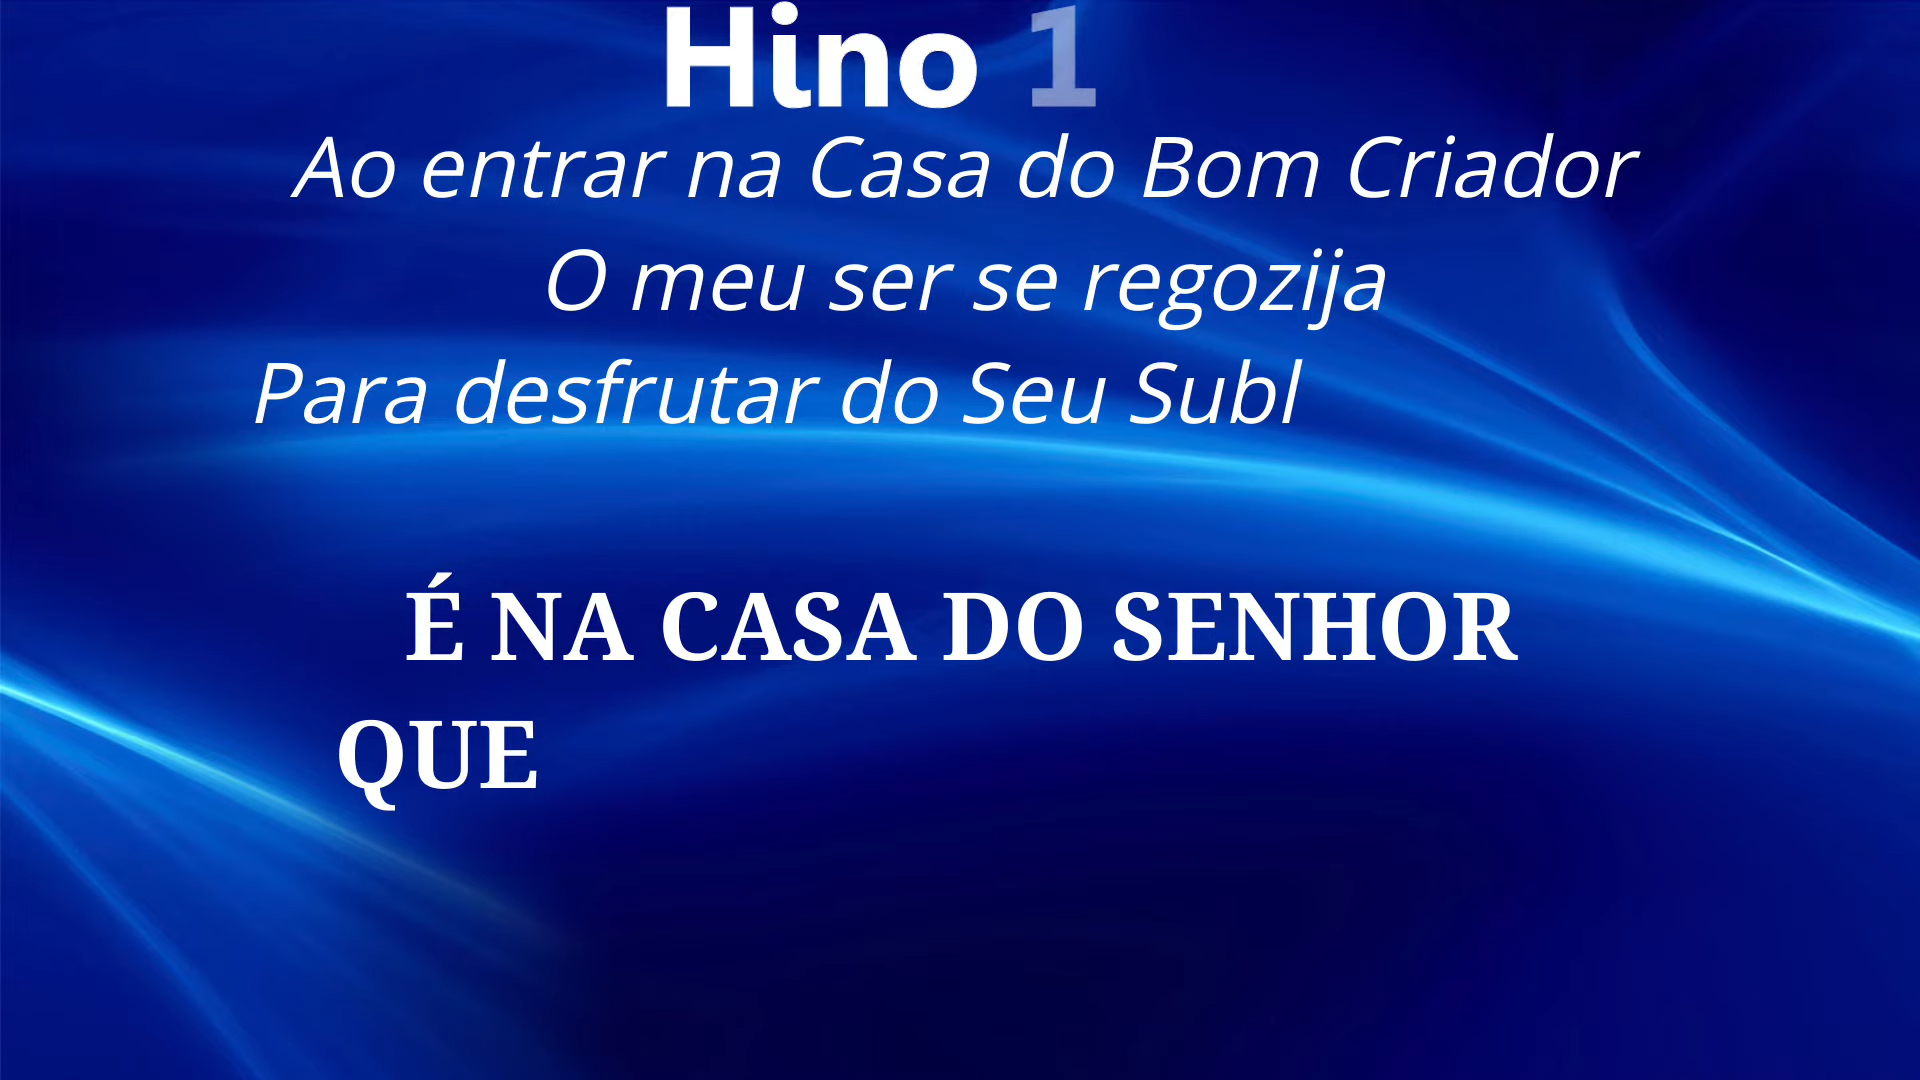 Hino 1
Ao entrar na Casa do Bom Criador
O meu ser se regozija
Para desfrutar do Seu Subl
É NA CASA DO SENHOR
QUE